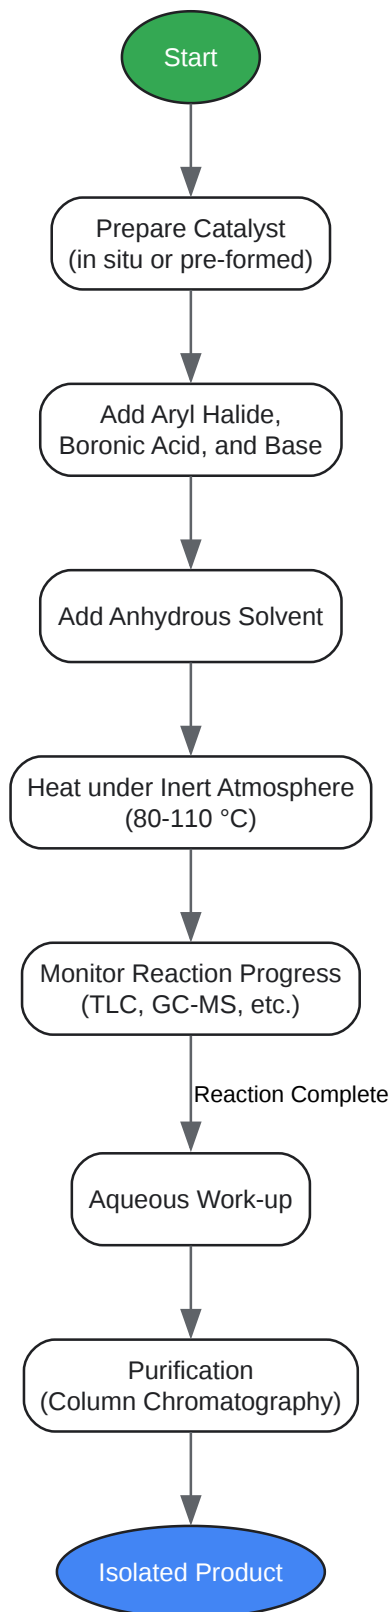 Start
Prepare Catalyst
(in situ or pre-formed)
Add Aryl Halide,
Boronic Acid, and Base
Add Anhydrous Solvent
Heat under Inert Atmosphere
(80-110 °C)
Monitor Reaction Progress
(TLC, GC-MS, etc.)
Reaction Complete
Aqueous Work-up
Purification
(Column Chromatography)
Isolated Product